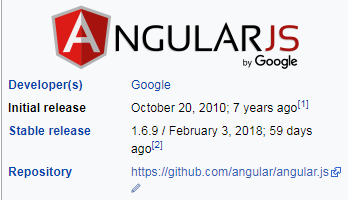 ANGULARJS
by Google
Developer(s) Google
Initial release October 20, 2010; 7 years ago[1]
Stable release 1.6.9 / February 3, 2018; 59 days
ago[2]
Repository https://github.com/angular/angular.js